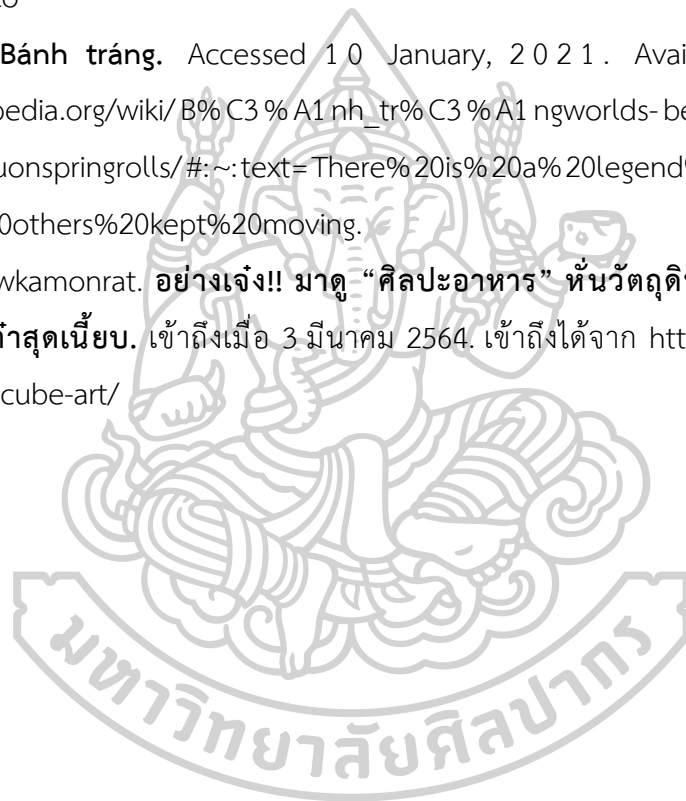 Bánh tráng. Accessed 10 January, 2021. Avai
pedia.org/wiki/B%C3%A1nh_tr%C3%A1ngworlds-be
uonspringrolls/#:~:text=There%20is%20a%20legend%
0others%20kept%20moving.
wkamonrat. อย่างเจ๋ง!! มาดู “ศิลปะอาหาร” หั่นวัตถุดิบ
ก๋าสุดเนี้ยบ. เข้าถึงเมื่อ 3 มีนาคม 2564. เข้าถึงได้จาก htt
cube-art/
มหาวิทยาลัยศิลปากร